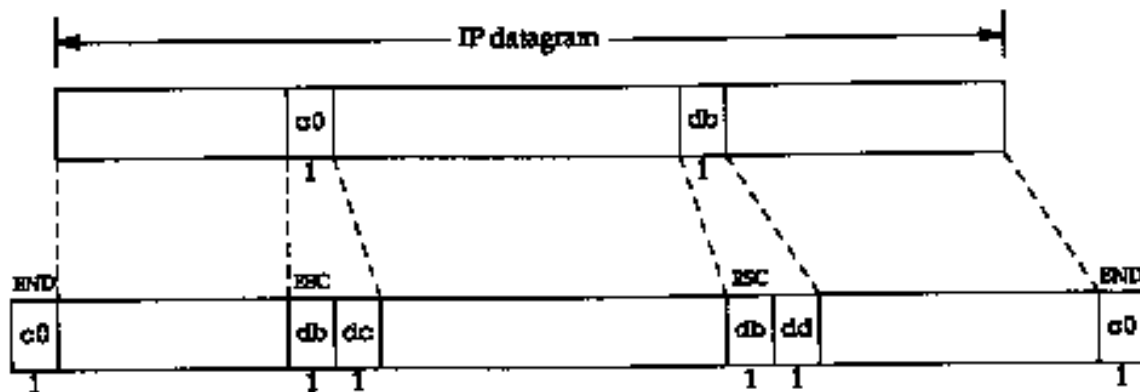 IP datagram
c0 db
1 1
END ESC ESC END
c0 db dc db dd c0
1 1 1 1 1 1